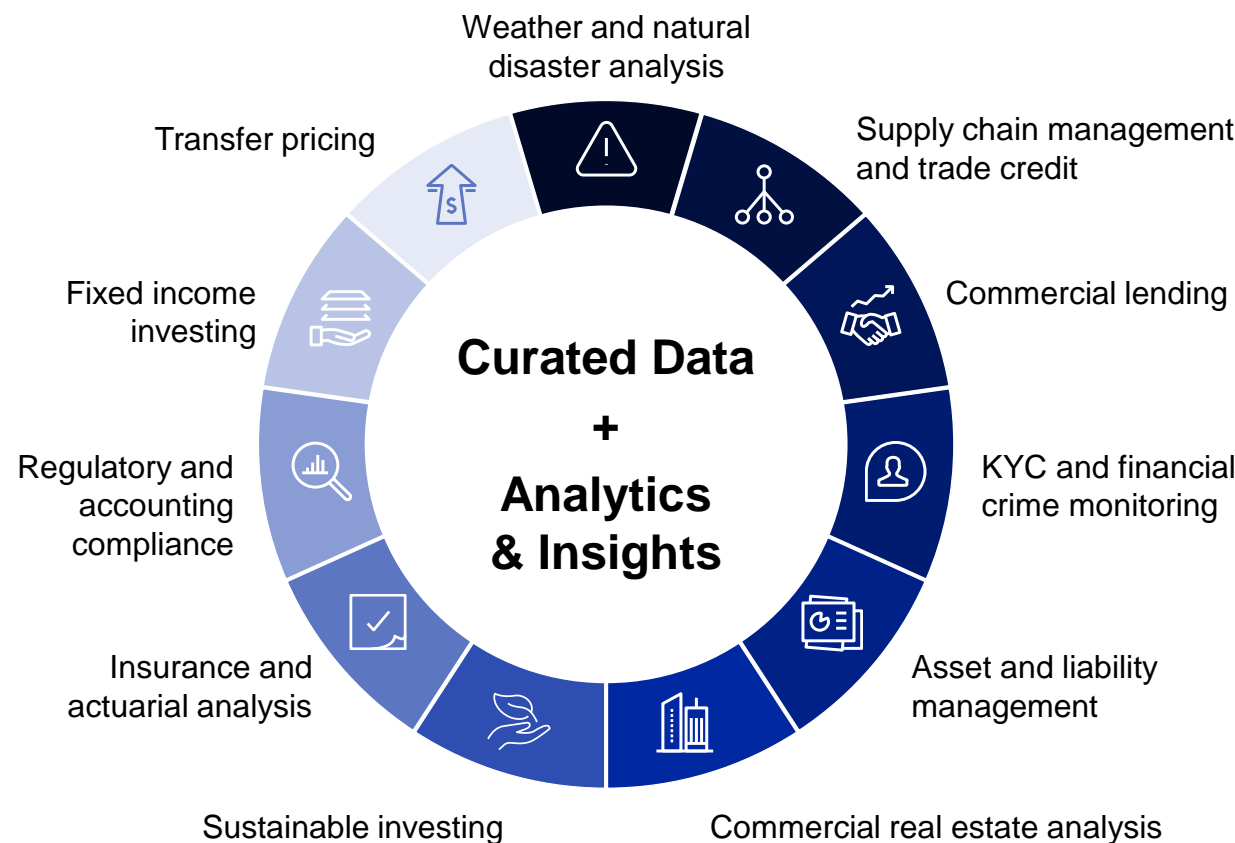 Weather and natural
disaster analysis
Supply chain management
and trade credit
Commercial lending
KYC and financial
crime monitoring
Asset and liability
management
Commercial real estate analysis
Sustainable investing
Insurance and
actuarial analysis
Regulatory and
accounting
compliance
Fixed income
investing
Transfer pricing
$
Curated Data
+
Analytics
& Insights